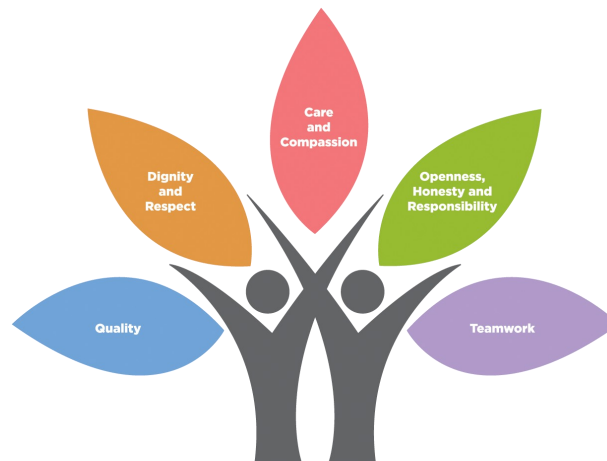 Care
and
Compassion
Dignity
and
Respect
Openness,
Honesty and
Responsibility
Quality
Teamwork